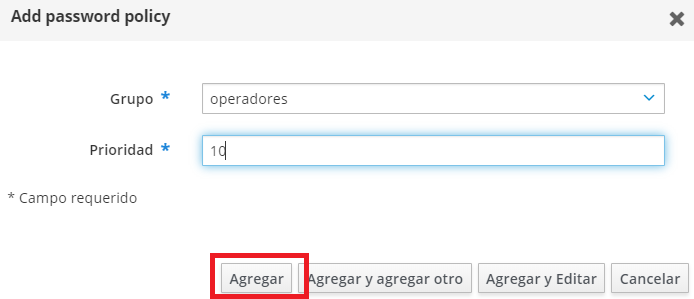 Add password policy
Grupo * operadores
Prioridad * 10
* Campo requerido
Agregar Agregar y agregar otro Agregar y Editar Cancelar